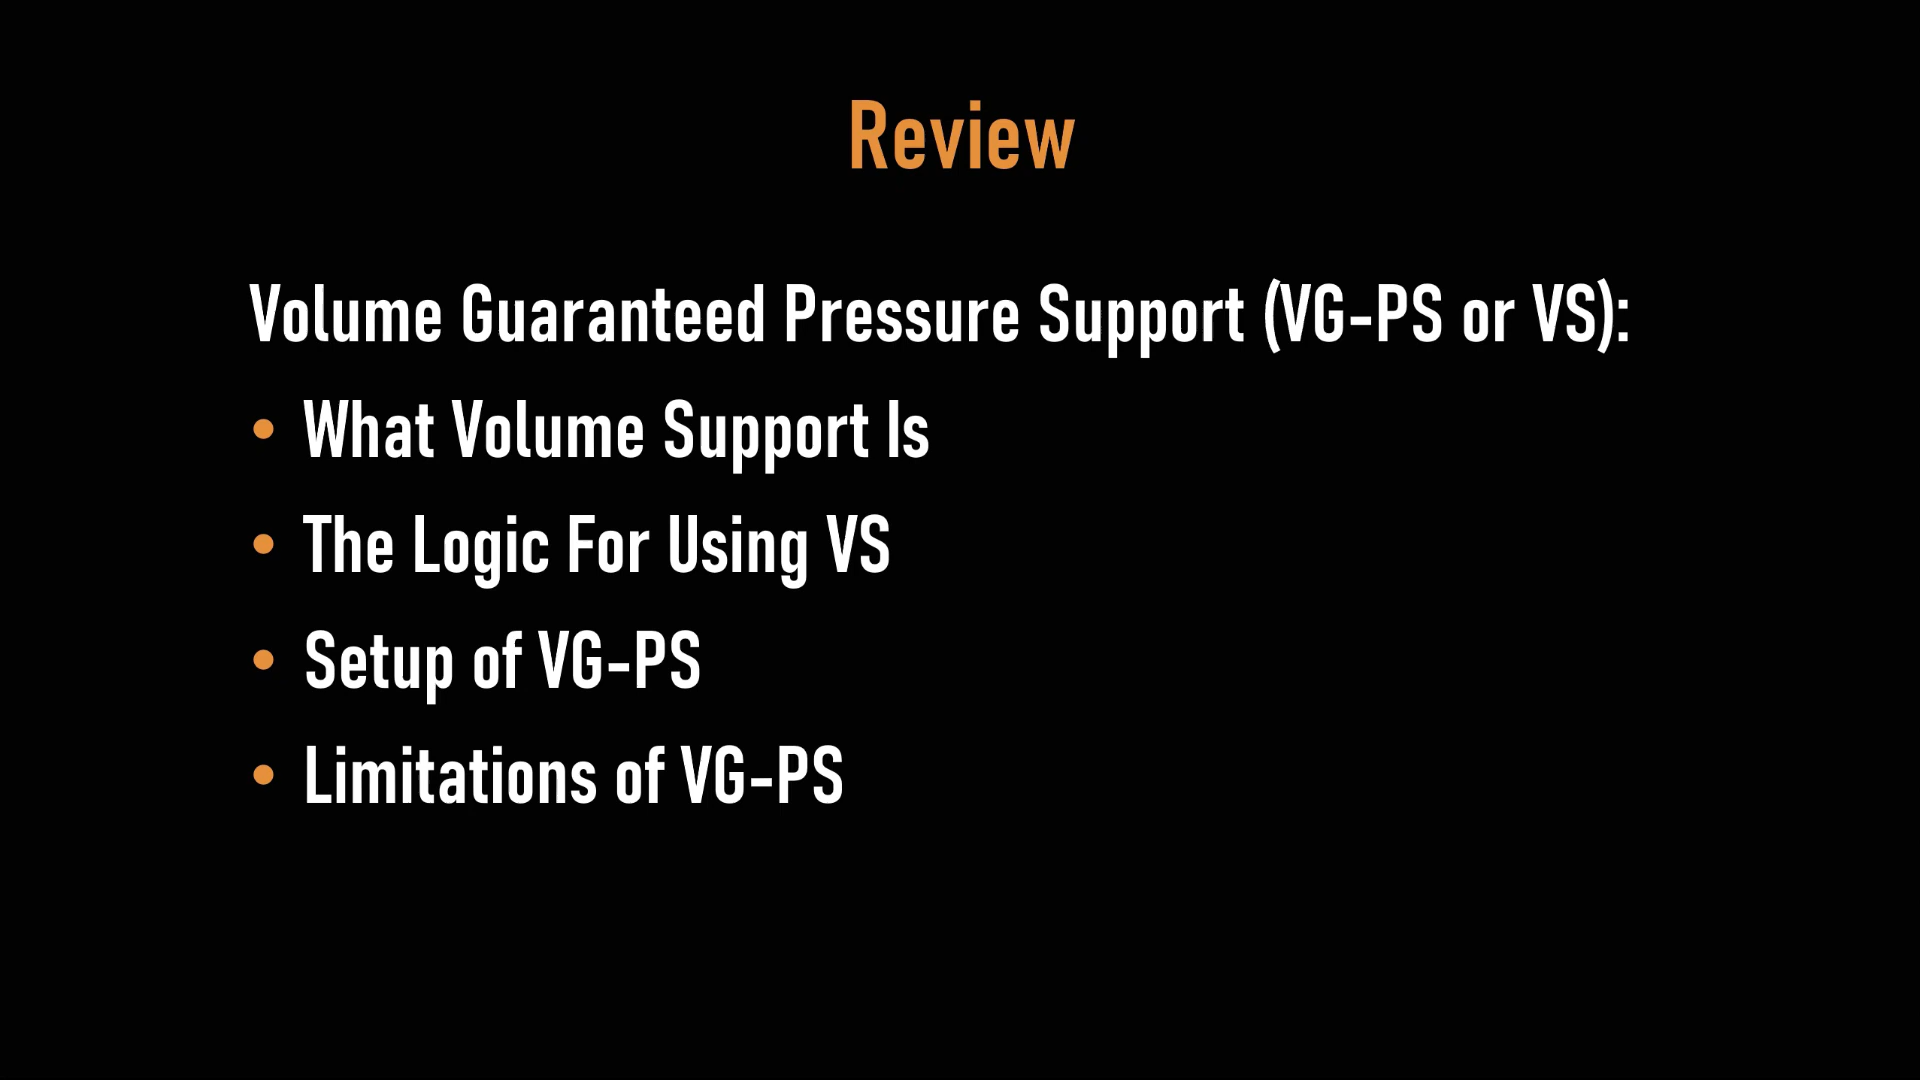 Review
Volume Guaranteed Pressure Support (VG-PS or VS):
• What Volume Support Is
• The Logic For Using VS
• Setup of VG-PS
• Limitations of VG-PS